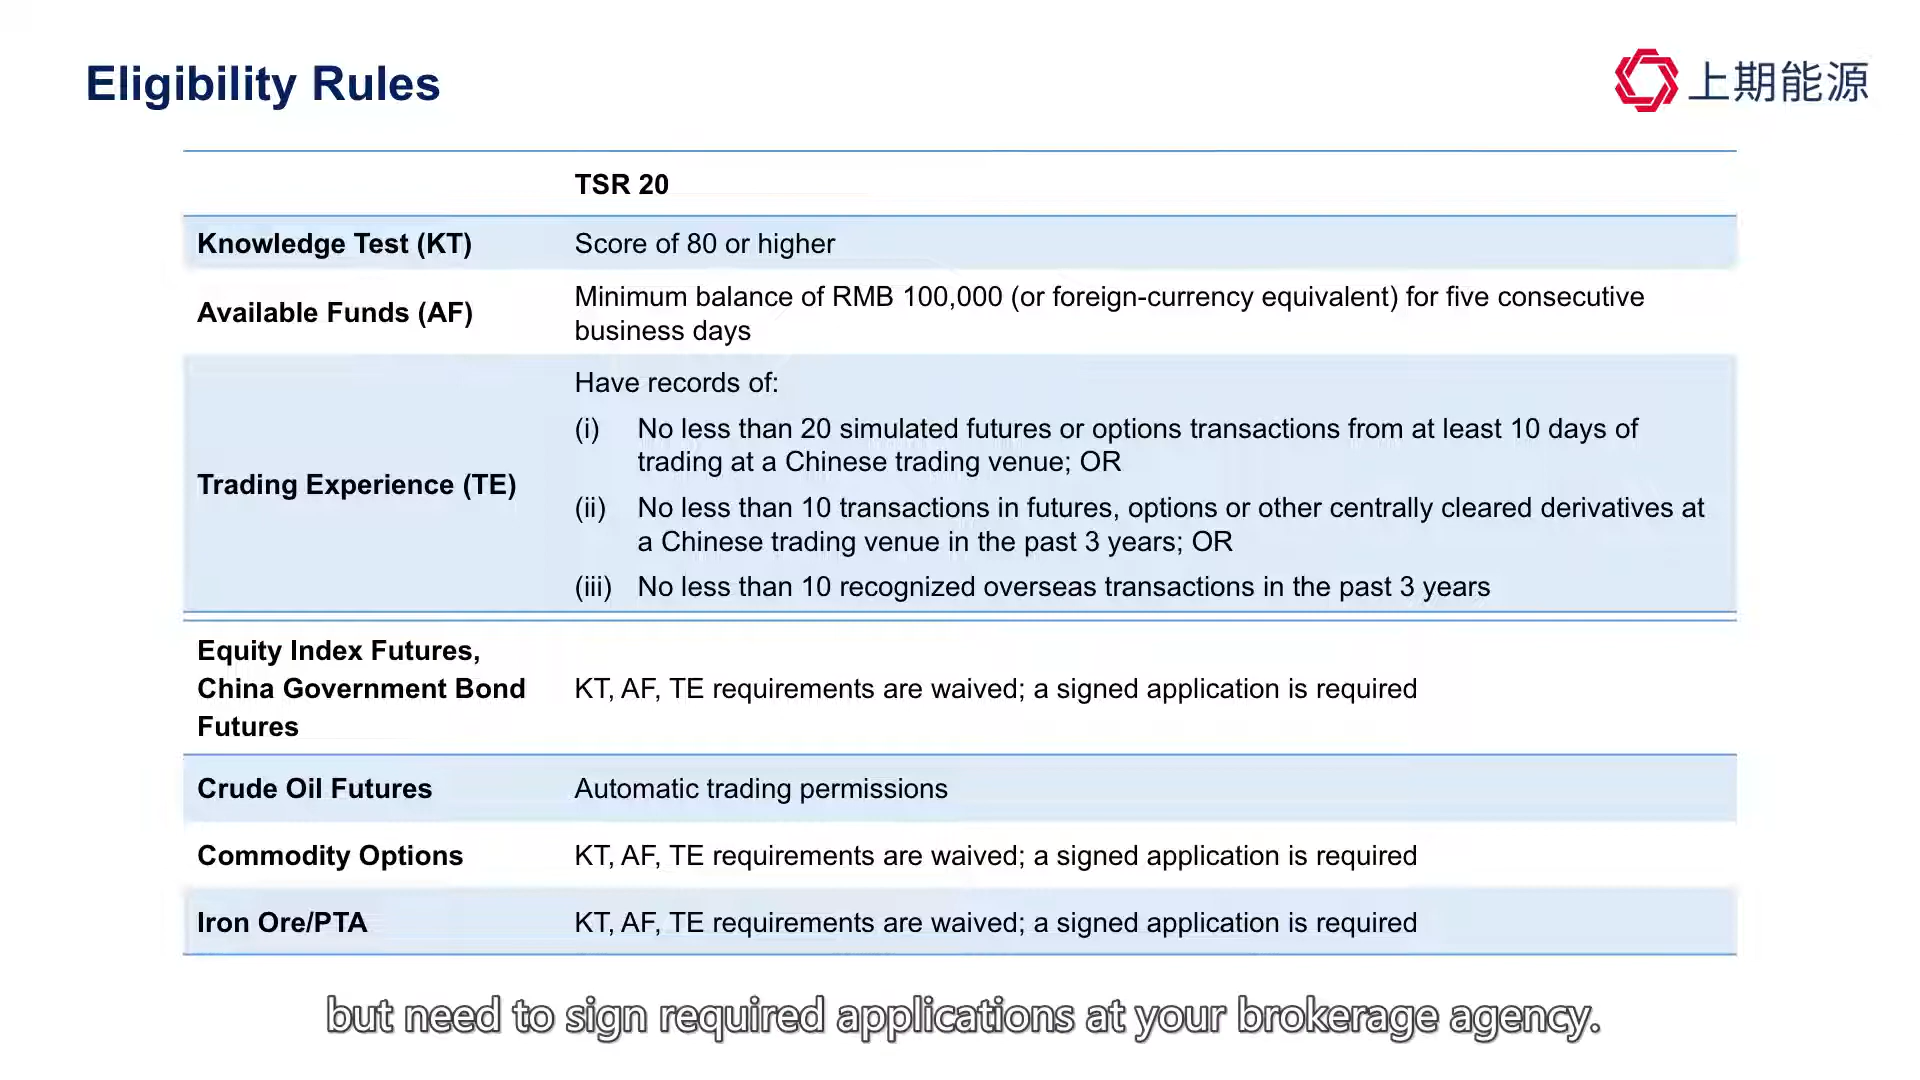 Eligibility Rules
上期能源
TSR 20
Knowledge Test (KT)
Score of 80 or higher
Available Funds (AF)
Minimum balance of RMB 100,000 (or foreign-currency equivalent) for five consecutive
business days
Trading Experience (TE)
Have records of:
(i) No less than 20 simulated futures or options transactions from at least 10 days of
trading at a Chinese trading venue; OR
(ii) No less than 10 transactions in futures, options or other centrally cleared derivatives at
a Chinese trading venue in the past 3 years; OR
(iii) No less than 10 recognized overseas transactions in the past 3 years
Equity Index Futures,
China Government Bond
Futures
KT, AF, TE requirements are waived; a signed application is required
Crude Oil Futures
Automatic trading permissions
Commodity Options
KT, AF, TE requirements are waived; a signed application is required
Iron Ore/PTA
KT, AF, TE requirements are waived; a signed application is required
but need to sign required applications at your brokerage agency.